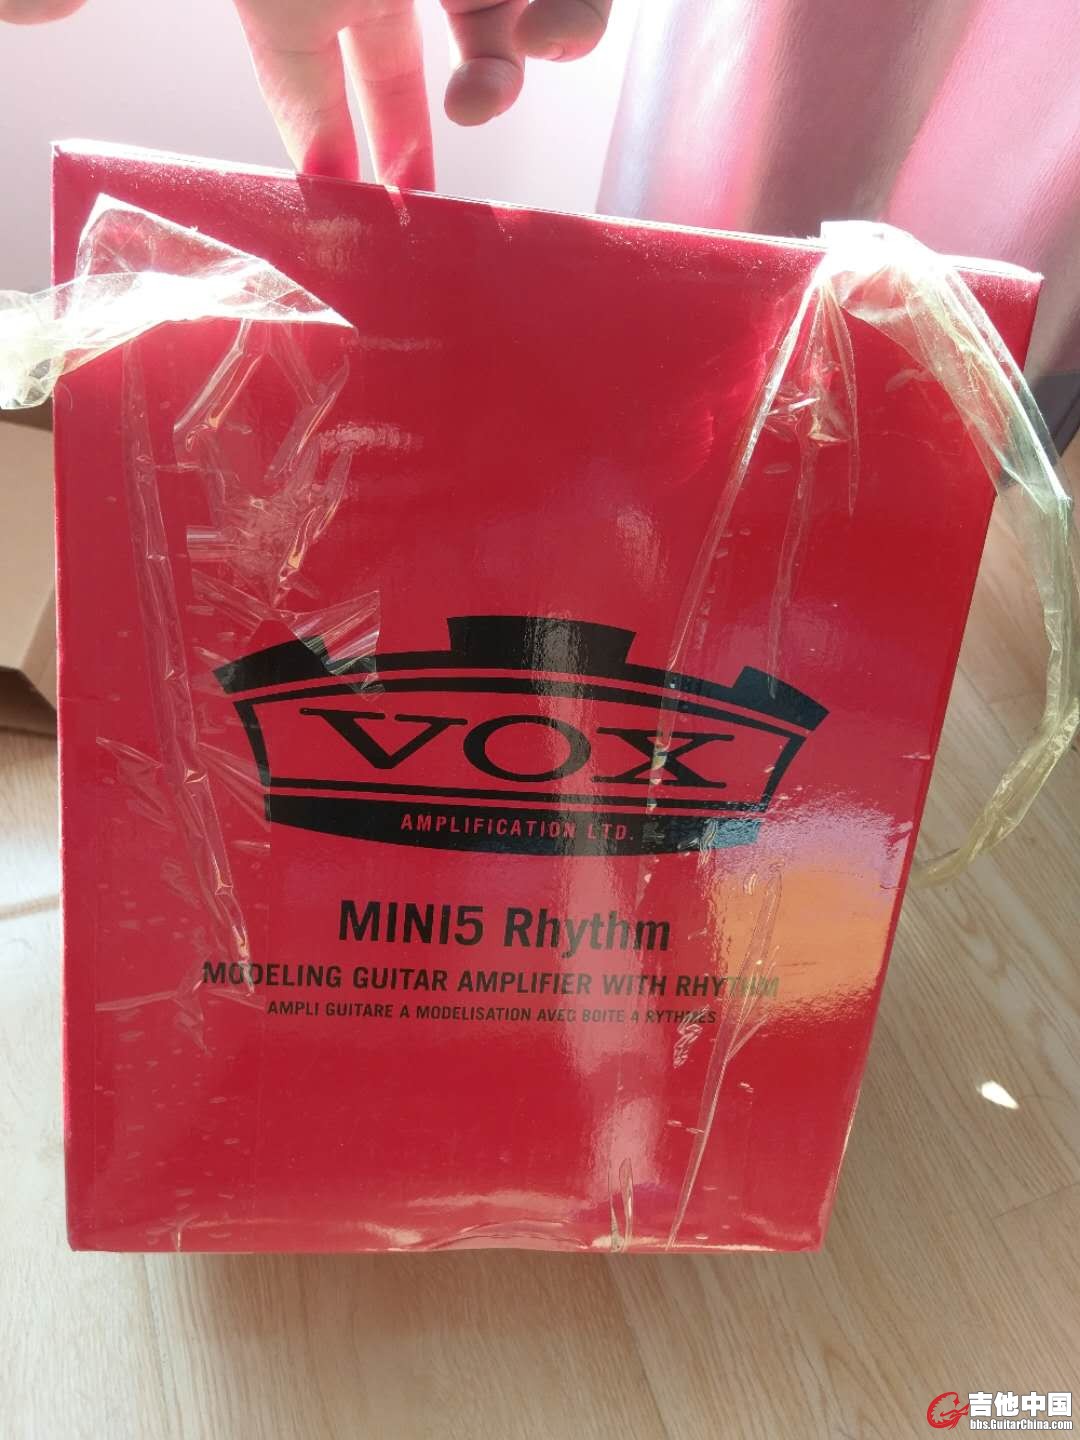 VOX
AMPLIFICATION LTD.
MINI5 Rhythm
MODELING GUITAR AMPLIFIER WITH RHYTHM
AMPLI GUITARE A MODELISATION AVEC BOITE A RYTHMES
吉他中国
bbs.GuitarChina.com